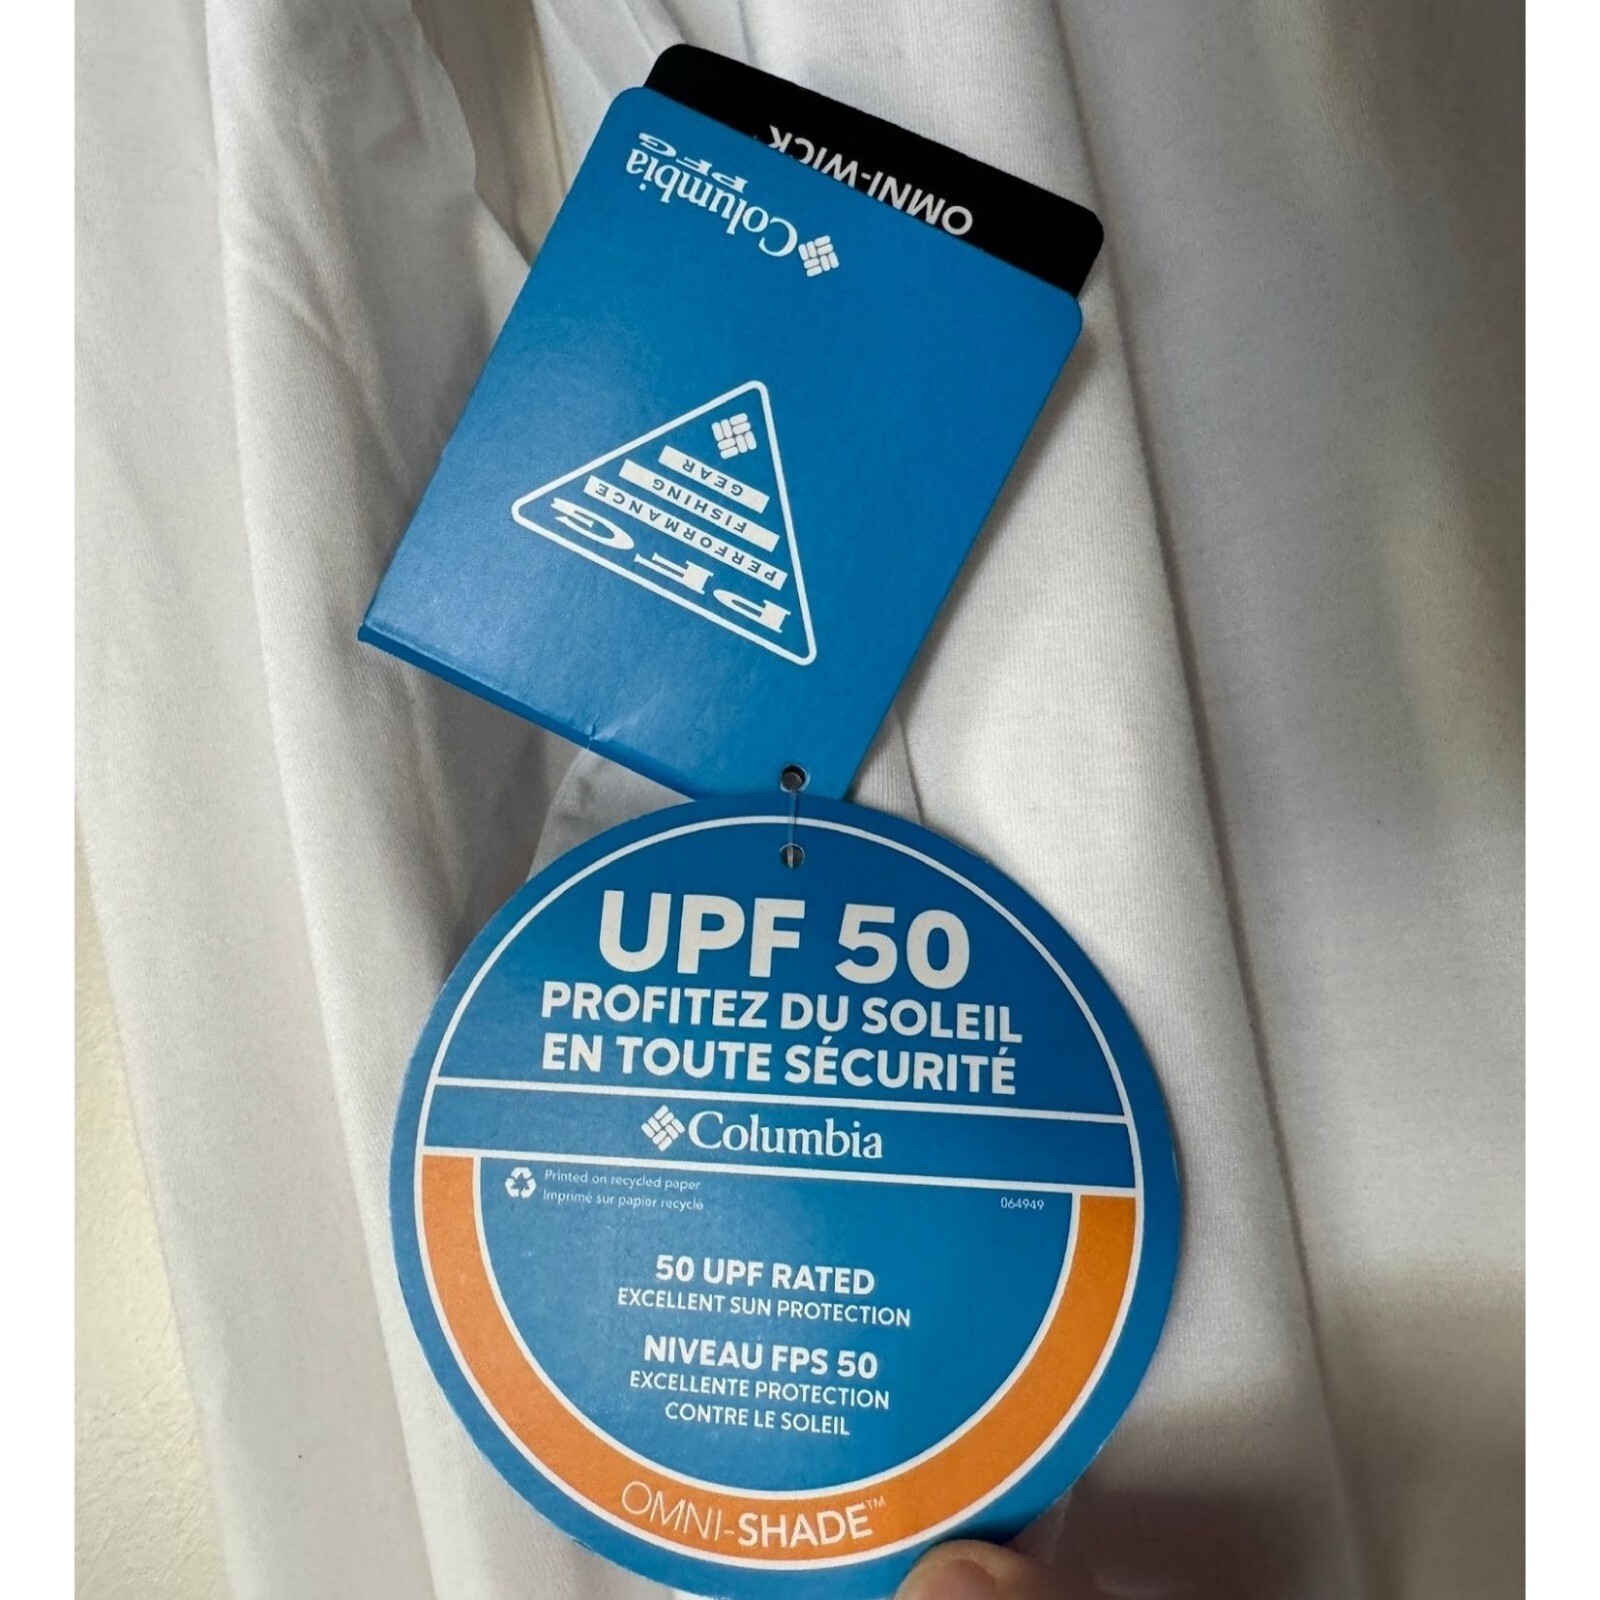 OMNI-WICK
Columbia
PFG
GEAR
FISHING
PERFORMANCE
PFG
UPF 50
PROFITEZ DU SOLEIL
EN TOUTE SÉCURITÉ
Columbia
Printed on recycled paper
Imprimé sur papier recyclé
064949
50 UPF RATED
EXCELLENT SUN PROTECTION
NIVEAU FPS 50
EXCELLENTE PROTECTION
CONTRE LE SOLEIL
OMNI-SHADE™